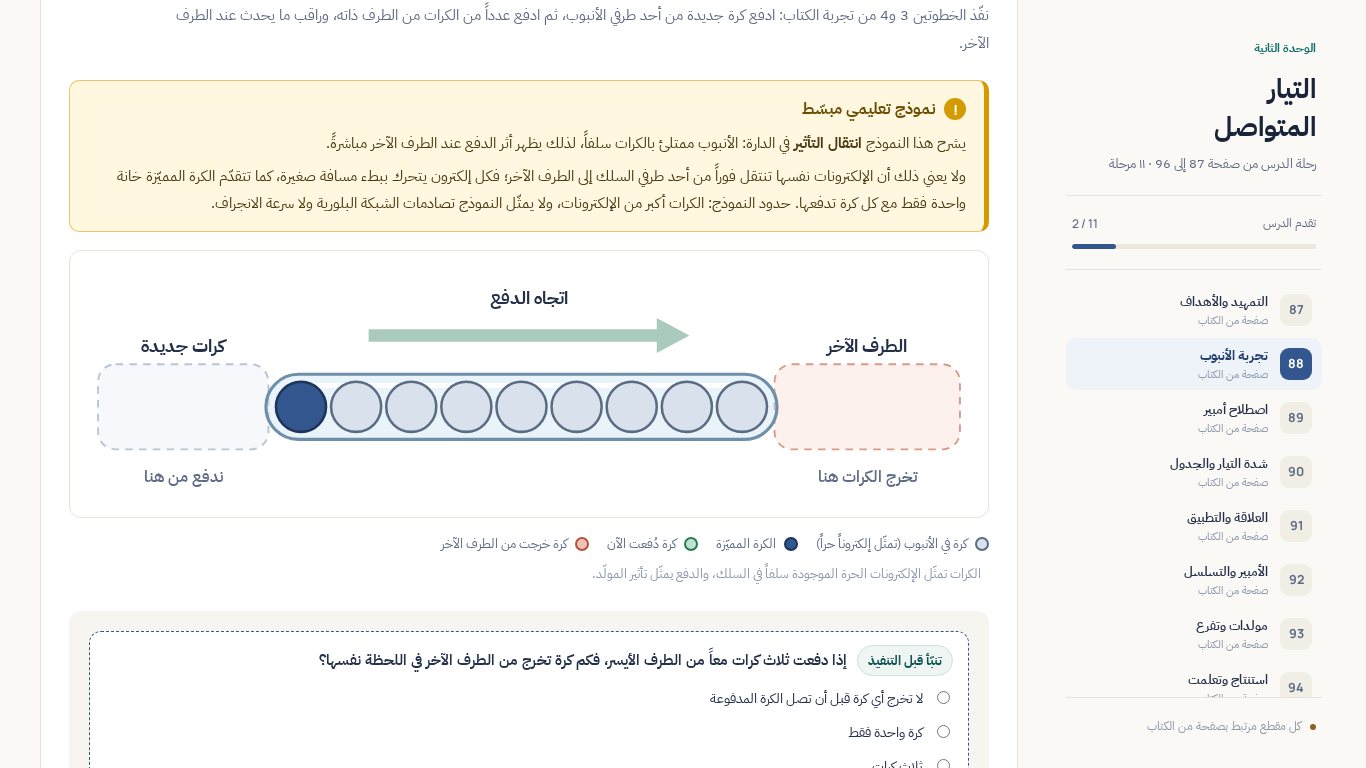 الوحدة الثانية
التيار
المتواصل
رحلة الدرس من صفحة 87 إلى 96 · ١١ مرحلة
تقدم الدرس
2 / 11
87
التمهيد والأهداف
صفحة من الكتاب
88
تجربة الأنبوب
صفحة من الكتاب
89
اصطلاح أمبير
صفحة من الكتاب
90
شدة التيار والجدول
صفحة من الكتاب
91
العلاقة والتطبيق
صفحة من الكتاب
92
الأمبير والتسلسل
صفحة من الكتاب
93
مولدات وتفرع
صفحة من الكتاب
94
استنتاج وتعلمت
كل مقطع مرتبط بصفحة من الكتاب
نفّذ الخطوتين 3 و4 من تجربة الكتاب: ادفع كرة جديدة من أحد طرفي الأنبوب، ثم ادفع عدداً من الكرات من الطرف ذاته، وراقب ما يحدث عند الطرف
الآخر.
! نموذج تعليمي مبسّط
يشرح هذا النموذج انتقال التأثير في الدارة: الأنبوب ممتلئ بالكرات سلفاً، لذلك يظهر أثر الدفع عند الطرف الآخر مباشرةً.
ولا يعني ذلك أن الإلكترونات نفسها تنتقل فوراً من أحد طرفي السلك إلى الطرف الآخر؛ فكل إلكترون يتحرك ببطء مسافة صغيرة، كما تتقدّم الكرة المميّزة خانة
واحدة فقط مع كل كرة تدفعها. حدود النموذج: الكرات أكبر من الإلكترونات، ولا يمثّل النموذج تصادمات الشبكة البلورية ولا سرعة الانجراف.
اتجاه الدفع
الطرف الآخر
كرات جديدة
تخرج الكرات هنا
ندفع من هنا
كرة في الأنبوب (تمثّل إلكتروناً حراً)
الكرة المميّزة
كرة دُفعت الآن
كرة خرجت من الطرف الآخر
الكرات تمثّل الإلكترونات الحرة الموجودة سلفاً في السلك، والدفع يمثّل تأثير المولّد.
تنبّأ قبل التنفيذ
إذا دفعت ثلاث كرات معاً من الطرف الأيسر، فكم كرة تخرج من الطرف الآخر في اللحظة نفسها؟
لا تخرج أي كرة قبل أن تصل الكرة المدفوعة
كرة واحدة فقط
ثلاث كرات